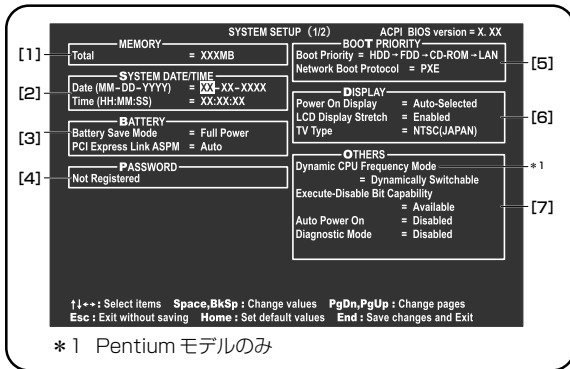 SYSTEM SETUP (1/2) ACPI BIOS version = X. XX
[1]
MEMORY
Total = XXXMB
[2]
SYSTEM DATE/TIME
Date (MM-DD-YYYY) = XX-XX-XXXX
Time (HH:MM:SS) = XX:XX:XX
[3]
BATTERY
Battery Save Mode = Full Power
PCI Express Link ASPM = Auto
[4]
PASSWORD
Not Registered
[5]
BOOT PRIORITY
Boot Priority = HDD→FDD→CD-ROM→LAN
Network Boot Protocol = PXE
[6]
DISPLAY
Power On Display = Auto-Selected
LCD Display Stretch = Enabled
TV Type = NTSC(JAPAN)
[7]
OTHERS
Dynamic CPU Frequency Mode *1
= Dynamically Switchable
Execute-Disable Bit Capability
= Available
Auto Power On = Disabled
Diagnostic Mode = Disabled
↑↓←→: Select items Space,BkSp : Change values PgDn,PgUp : Change pages
Esc : Exit without saving Home : Set default values End : Save changes and Exit
*1 Pentium モデルのみ